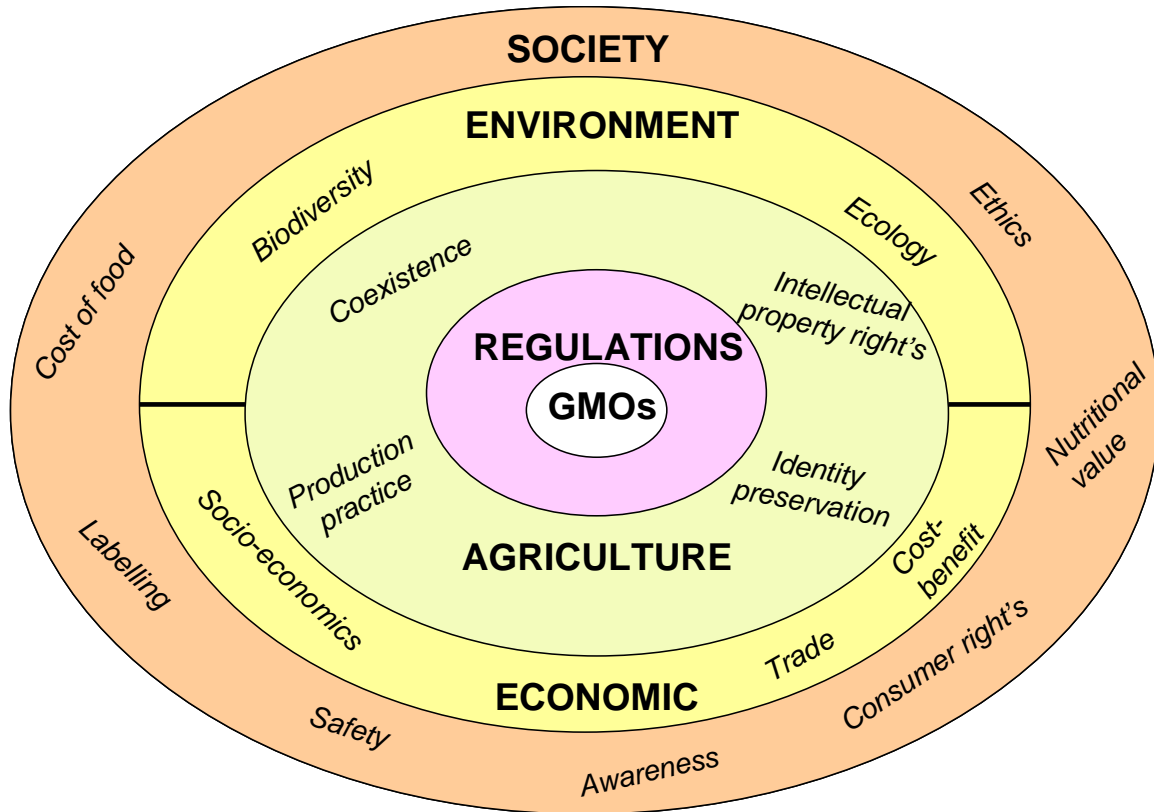 SOCIETY
ENVIRONMENT
Biodiversity
Ecology
Ethics
Cost of food
Coexistence
Intellectual
property right’s
REGULATIONS
GMOs
Nutritional
value
Production
practice
Identity
preservation
Socio-economics
AGRICULTURE
Cost-
benefit
Labelling
Trade
Consumer right’s
ECONOMIC
Safety
Awareness